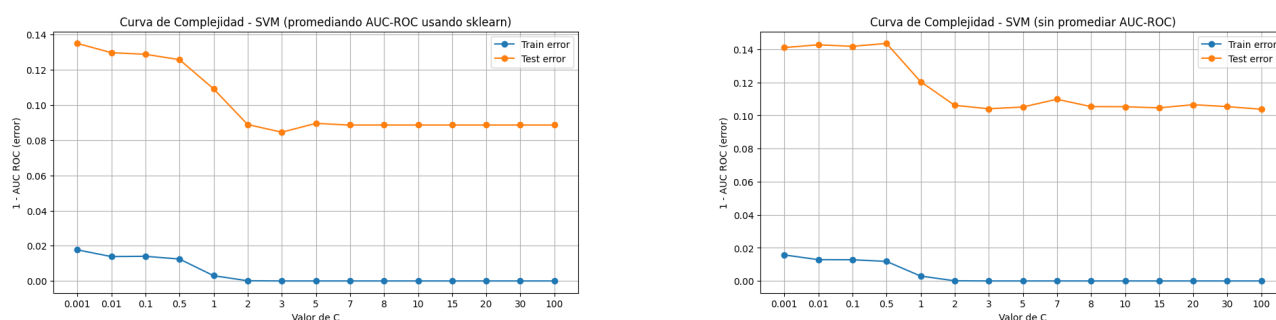 Curva de Complejidad - SVM (promediando AUC-ROC usando sklearn)
0.14
0.12
0.10
0.08
0.06
0.04
0.02
0.00
1 - AUC ROC (error)
Train error
Test error
0.001 0.01 0.1 0.5 1 2 3 5 7 8 10 15 20 30 100
Valor de C
Curva de Complejidad - SVM (sin promediar AUC-ROC)
0.14
0.12
0.10
0.08
0.06
0.04
0.02
0.00
1 - AUC ROC (error)
Train error
Test error
0.001 0.01 0.1 0.5 1 2 3 5 7 8 10 15 20 30 100
Valor de C